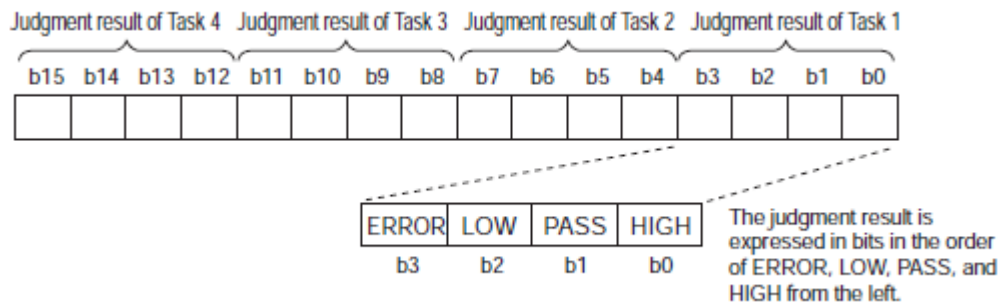 Judgment result of Task 4 Judgment result of Task 3 Judgment result of Task 2 Judgment result of Task 1
b15 b14 b13 b12 b11 b10 b9 b8 b7 b6 b5 b4 b3 b2 b1 b0
ERROR LOW PASS HIGH
b3 b2 b1 b0
The judgment result is
expressed in bits in the order
of ERROR, LOW, PASS, and
HIGH from the left.